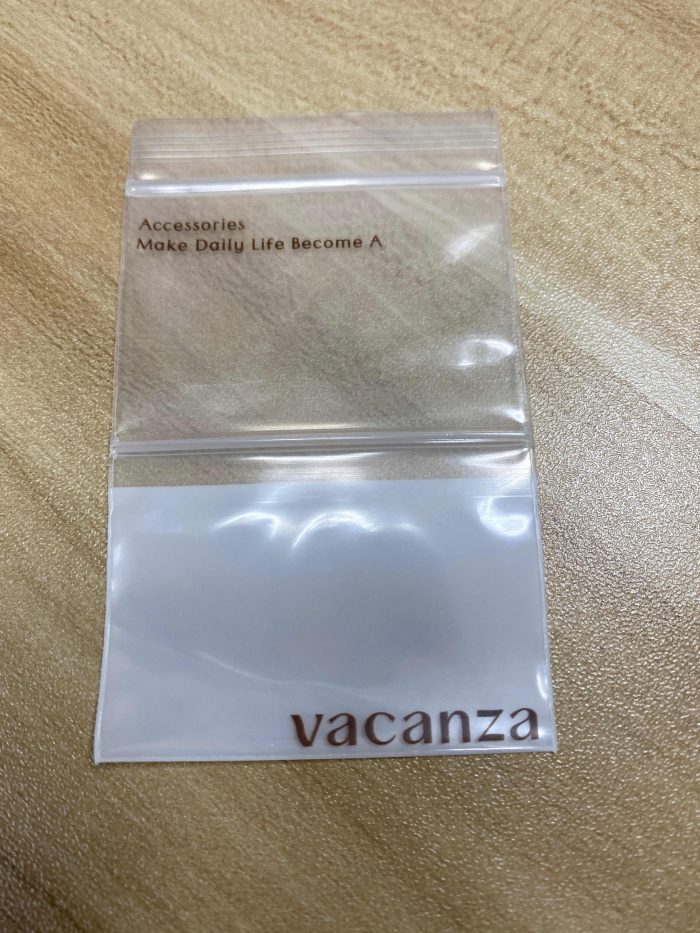 Accessories
Make Daily Life Become A
vacanza